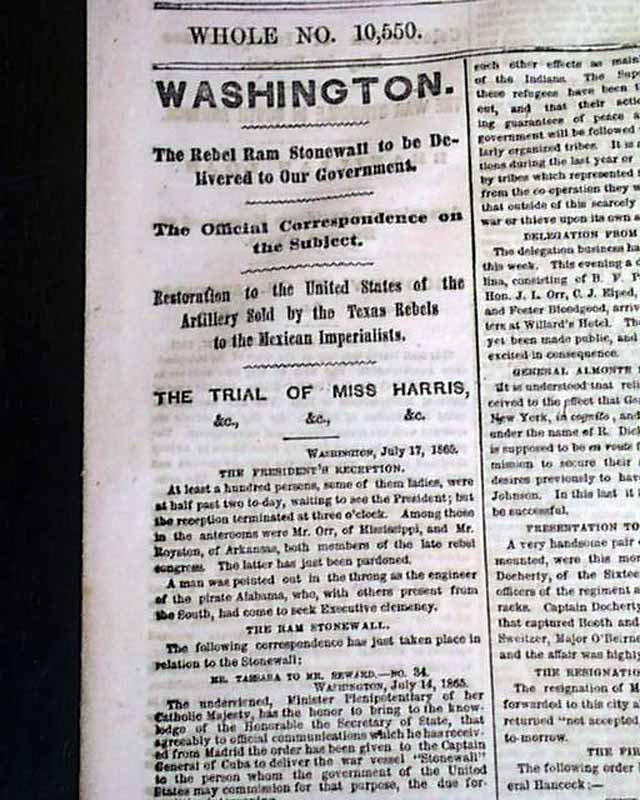 WHOLE NO. 10,550.
WASHINGTON.
The Rebel Ram Stonewall to be De-
livered to Our Government.
The Official Correspondence on
the Subject.
Restoration to the United States of the
Artillery Sold by the Texas Rebels
to the Mexican Imperialists.
THE TRIAL OF MISS HARRIS,
&c., &c., &c.
WASHINGTON, July 17, 1865.
THE PRESIDENT'S RECEPTION.
At least a hundred persons, some of them ladies, were
at half past two to-day, waiting to see the President; but
the reception terminated at three o'clock. Among those
in the anterooms were Mr. Orr, of Mississippi, and Mr.
Royston, of Arkansas, both members of the late rebel
congress. The latter has just been pardoned.
A man was pointed out in the throng as the engineer
of the pirate Alabama, who, with others present from
the South, had come to seek Executive clemency.
THE RAM STONEWALL.
The following correspondence has just taken place in
relation to the Stonewall:
MR. TASSARA TO MR. SEWARD.—NO. 34.
WASHINGTON, July 14, 1865.
The undersigned, Minister Plenipotentiary of her
Catholic Majesty, has the honor to bring to the know-
ledge of the Honorable the Secretary of State, that
agreeably to official communications which he has receiv-
ed from Madrid the order has been given to the Captain
General of Cuba to deliver the war vessel "Stonewall"
to the person whom the government of the United
States may commission for that purpose, the due for-
each other effects as
of the Indians. The
these refugees have been
out, and that their
ing guarantees of peace
government will be followed
larly organized tribes. It is
tions during the last year or
by tribes which represented
from the co-operation they
that outside of this scarcely
war or thieve upon its own
DELEGATION FROM
The delegation business
this week. This evening a
lina, consisting of B. F.
Hon. J. L. Orr, C. J. Elped,
and Foster Bloodgood,
ters at Willard's Hotel.
yet been made public, and
excited in consequence.
GENERAL ALMONTE
It is understood that
ceived to the effect that
New York, in cognito, and
under the name of R.
is supposed to be en route
mission to secure their
desires previously to have
Johnson. In this last it
be successful.
PRESENTATION TO
A very handsome pair
mounted, were this
Docherty, of the
officers of the regiment
racks. Captain
that captured Booth and
Sweitzer, Major
and the affair was highly
THE
The resignation of
forwarded to this city
returned "not accepted
to-morrow.
THE
The following order
eral Hancock:—